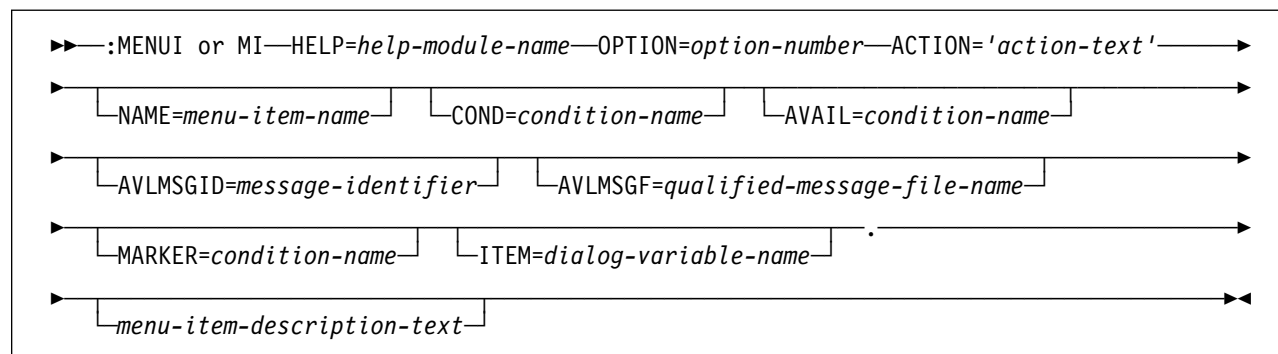 :MENUI or MI HELP=help-module-name OPTION=option-number ACTION='action-text'
NAME=menu-item-name COND=condition-name AVAIL=condition-name
AVLMSGID=message-identifier AVLMSGF=qualified-message-file-name
.
MARKER=condition-name ITEM=dialog-variable-name
menu-item-description-text